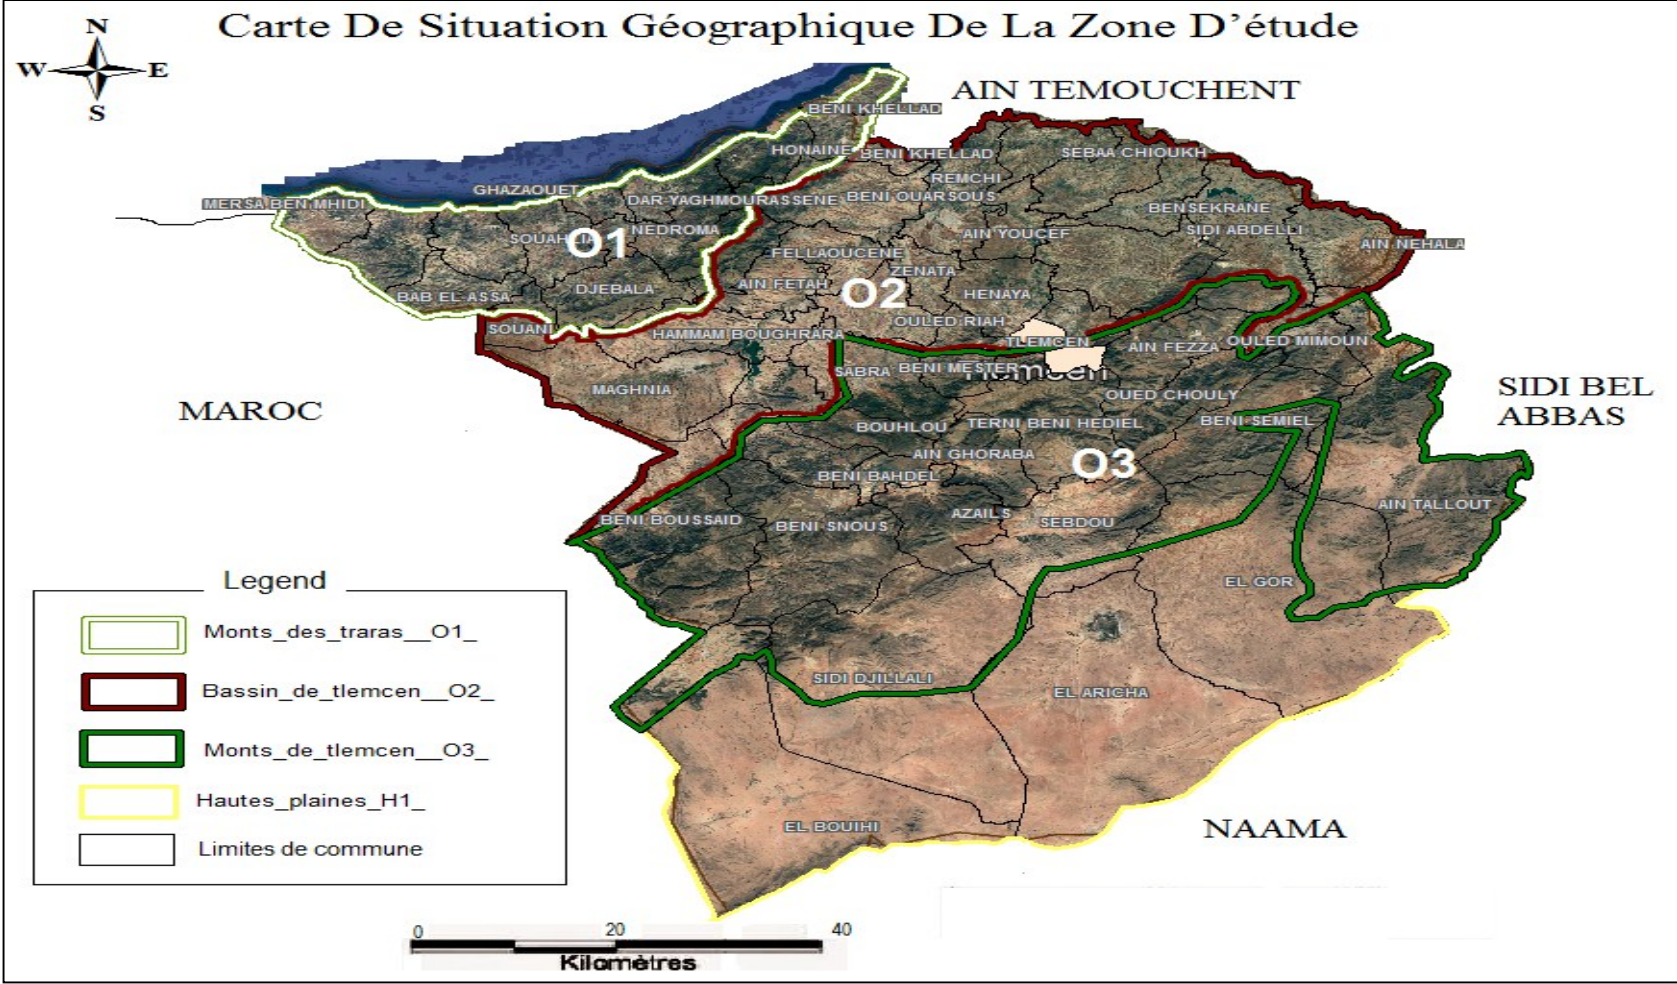 Carte De Situation Géographique De La Zone D'étude
N
W
E
S
AIN TEMOUCHENT
BENI KHELLAD
HONAINE
BENI KHELLAD
SEBAA CHIOUKH
REMCHI
GHAZAOUET
MERSA BEN MHIDI
DAR YAGHMOURASSENE
BENI OUARSOUS
BENSEKRANE
NEDROMA
SOUAHLIA
O1
AIN YOUCEF
SIDI ABDELLI
AIN NEHALA
FELLAOUCENE
ZENATA
AIN FETAH
O2
HENAYA
DJEBALA
BAB EL ASSA
OULED RIAH
SOUANI
HAMMAM BOUGHRARA
TLEMCEN
AIN FEZZA
OULED MIMOUN
SABRA
BENI MESTER
Tlemcen
MAGHNIA
OUED CHOULY
SIDI BEL
ABBAS
MAROC
BOUHLOU
TERNI BENI HEDIEL
BENI SEMIEL
AIN GHORABA
O3
BENI BAHDEL
AIN TALLOUT
BENI BOUSSAID
BENI SNOUS
AZAILS
SEBDOU
EL GOR
SIDI DJILLALI
EL ARICHA
EL BOUIHI
NAAMA
Legend
Monts_des_traras__O1_
Bassin_de_tlemcen__O2_
Monts_de_tlemcen__O3_
Hautes_plaines_H1_
Limites de commune
0 20 40
Kilomètres